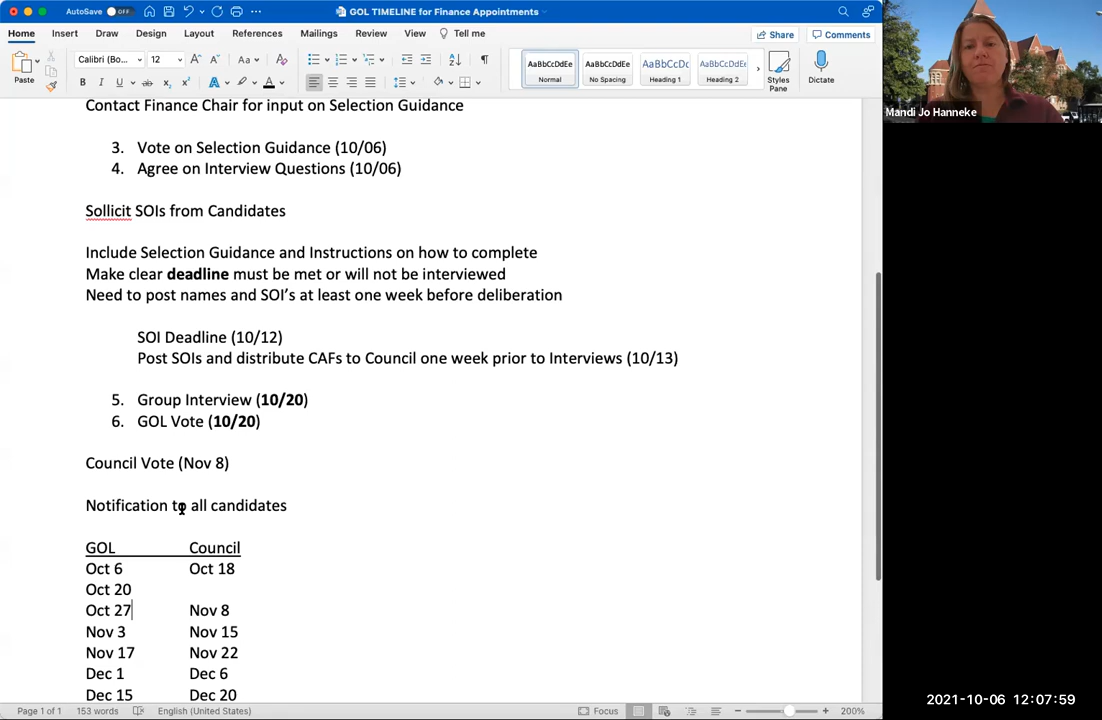 AutoSave OFF GOL TIMELINE for Finance Appointments
Home Insert Draw Design Layout References Mailings Review View Tell me Share Comments
Calibri (Bo... 12 Aa
Paste B I U ab x₂ x² A A
AaBbCcDdEe AaBbCcDdEe AaBbCcDc AaBbCcDdEe
Normal No Spacing Heading 1 Heading 2 Styles Pane Dictate
Mandi Jo Hanneke
Contact Finance Chair for input on Selection Guidance
3. Vote on Selection Guidance (10/06)
4. Agree on Interview Questions (10/06)
Sollicit SOIs from Candidates
Include Selection Guidance and Instructions on how to complete
Make clear deadline must be met or will not be interviewed
Need to post names and SOI's at least one week before deliberation
SOI Deadline (10/12)
Post SOIs and distribute CAFs to Council one week prior to Interviews (10/13)
5. Group Interview (10/20)
6. GOL Vote (10/20)
Council Vote (Nov 8)
Notification to all candidates
GOL Council
Oct 6 Oct 18
Oct 20
Oct 27 Nov 8
Nov 3 Nov 15
Nov 17 Nov 22
Dec 1 Dec 6
Dec 15 Dec 20
Page 1 of 1 153 words English (United States) Focus 200%
2021-10-06 12:07:59